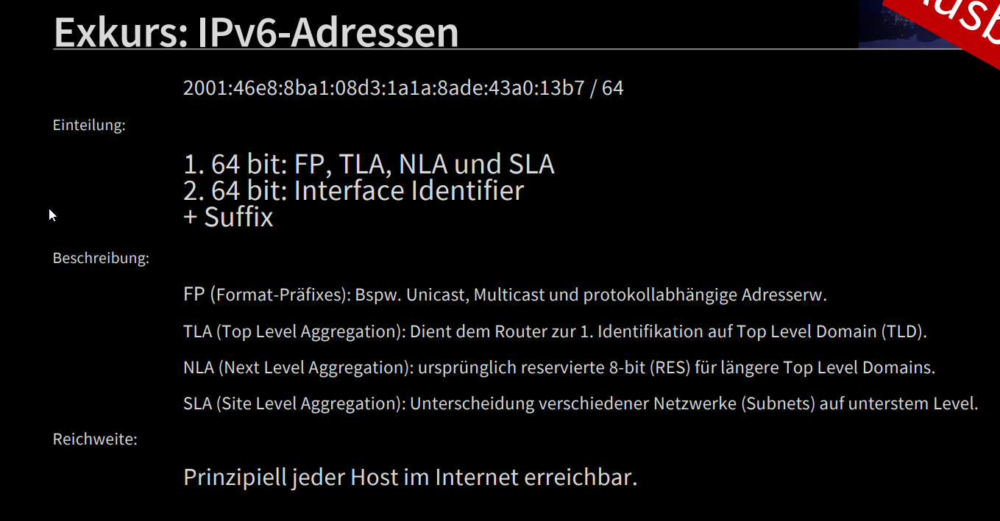 Exkurs: IPv6-Adressen
2001:46e8:8ba1:08d3:1a1a:8ade:43a0:13b7 / 64
Einteilung:
1. 64 bit: FP, TLA, NLA und SLA
2. 64 bit: Interface Identifier
+ Suffix
Beschreibung:
FP (Format-Präfixes): Bspw. Unicast, Multicast und protokollabhängige Adresserw.
TLA (Top Level Aggregation): Dient dem Router zur 1. Identifikation auf Top Level Domain (TLD).
NLA (Next Level Aggregation): ursprünglich reservierte 8-bit (RES) für längere Top Level Domains.
SLA (Site Level Aggregation): Unterscheidung verschiedener Netzwerke (Subnets) auf unterstem Level.
Reichweite:
Prinzipiell jeder Host im Internet erreichbar.